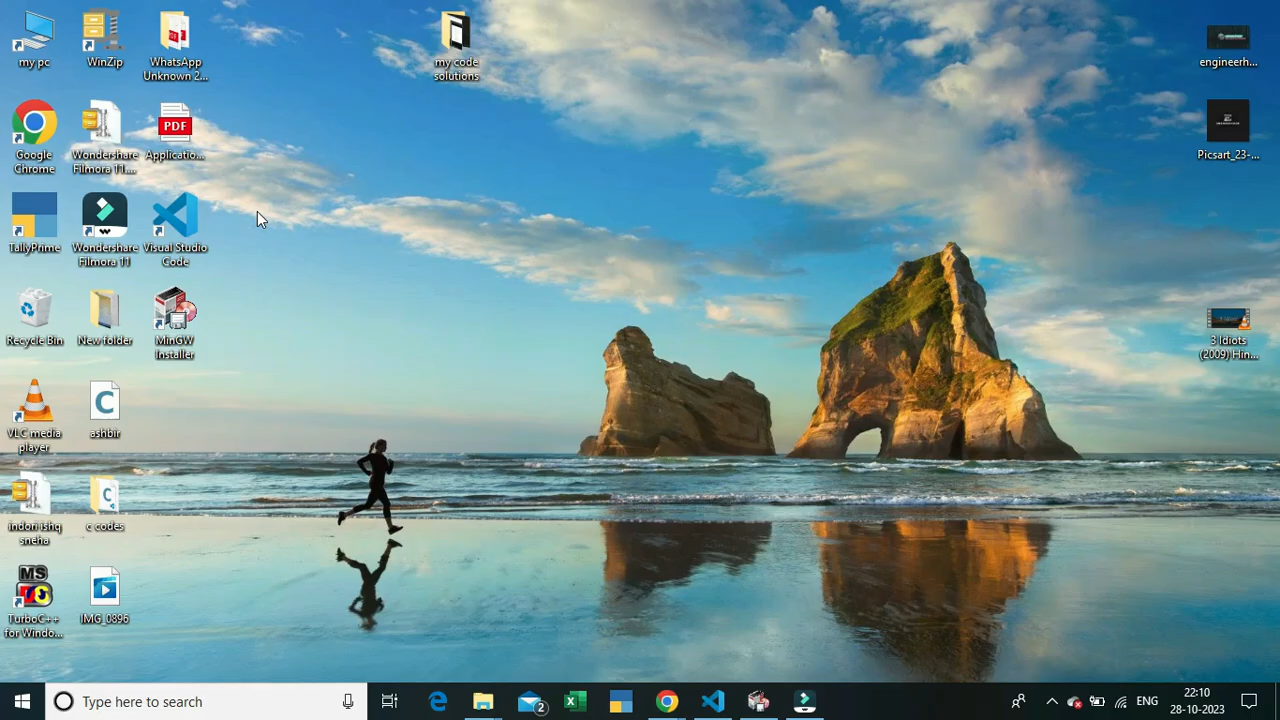 my pc
WinZip
WhatsApp
Unknown 2...
my code
solutions
engineerh...
Google
Chrome
Wondershare
Filmora 11....
PDF
Applicatio...
Picsart_23-...
TallyPrime
Wondershare
Filmora 11
Visual Studio
Code
Recycle Bin
New folder
MinGW
Installer
3 Idiots
(2009) Hin...
VLC media
player
C
ashbir
indori ishq
sneha
C
c codes
MS
TurboC++
for Windo...
IMG_0896
Type here to search
2
ENG
22:10
28-10-2023